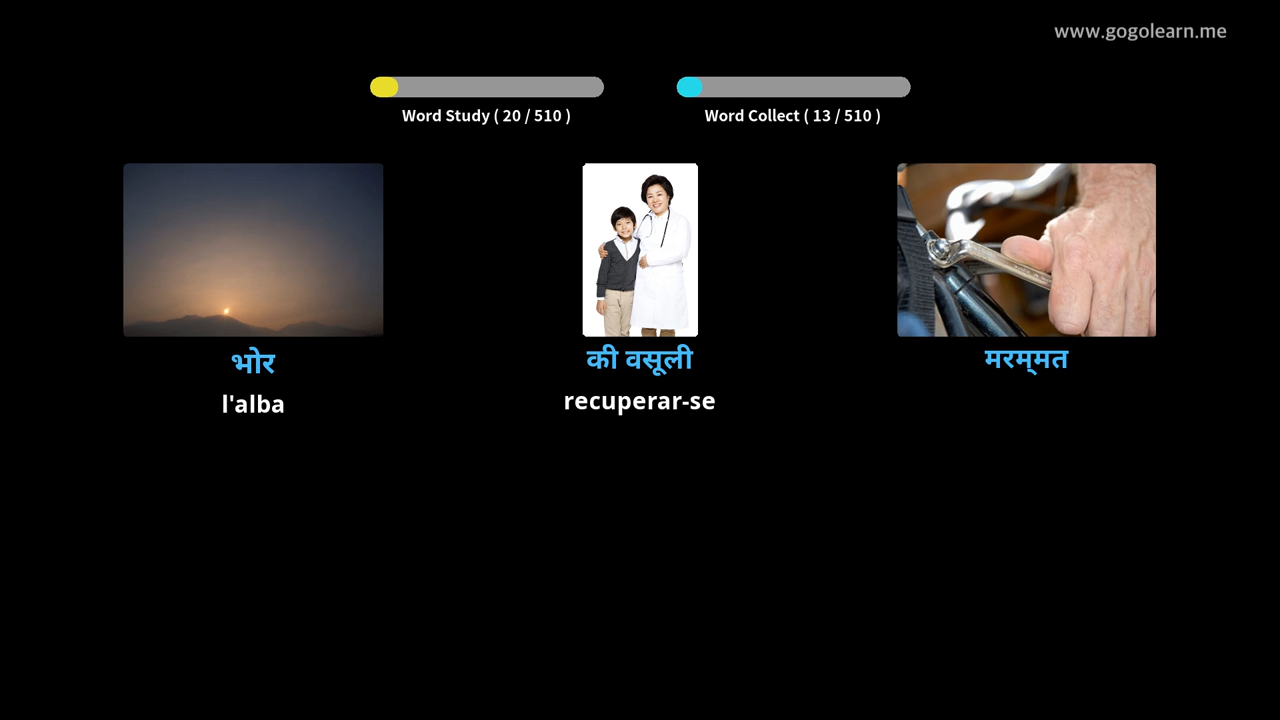 www.gogolearn.me
Word Study ( 20 / 510 )
Word Collect ( 13 / 510 )
भोर
की वसूली
मरम्मत
l'alba
recuperar-se